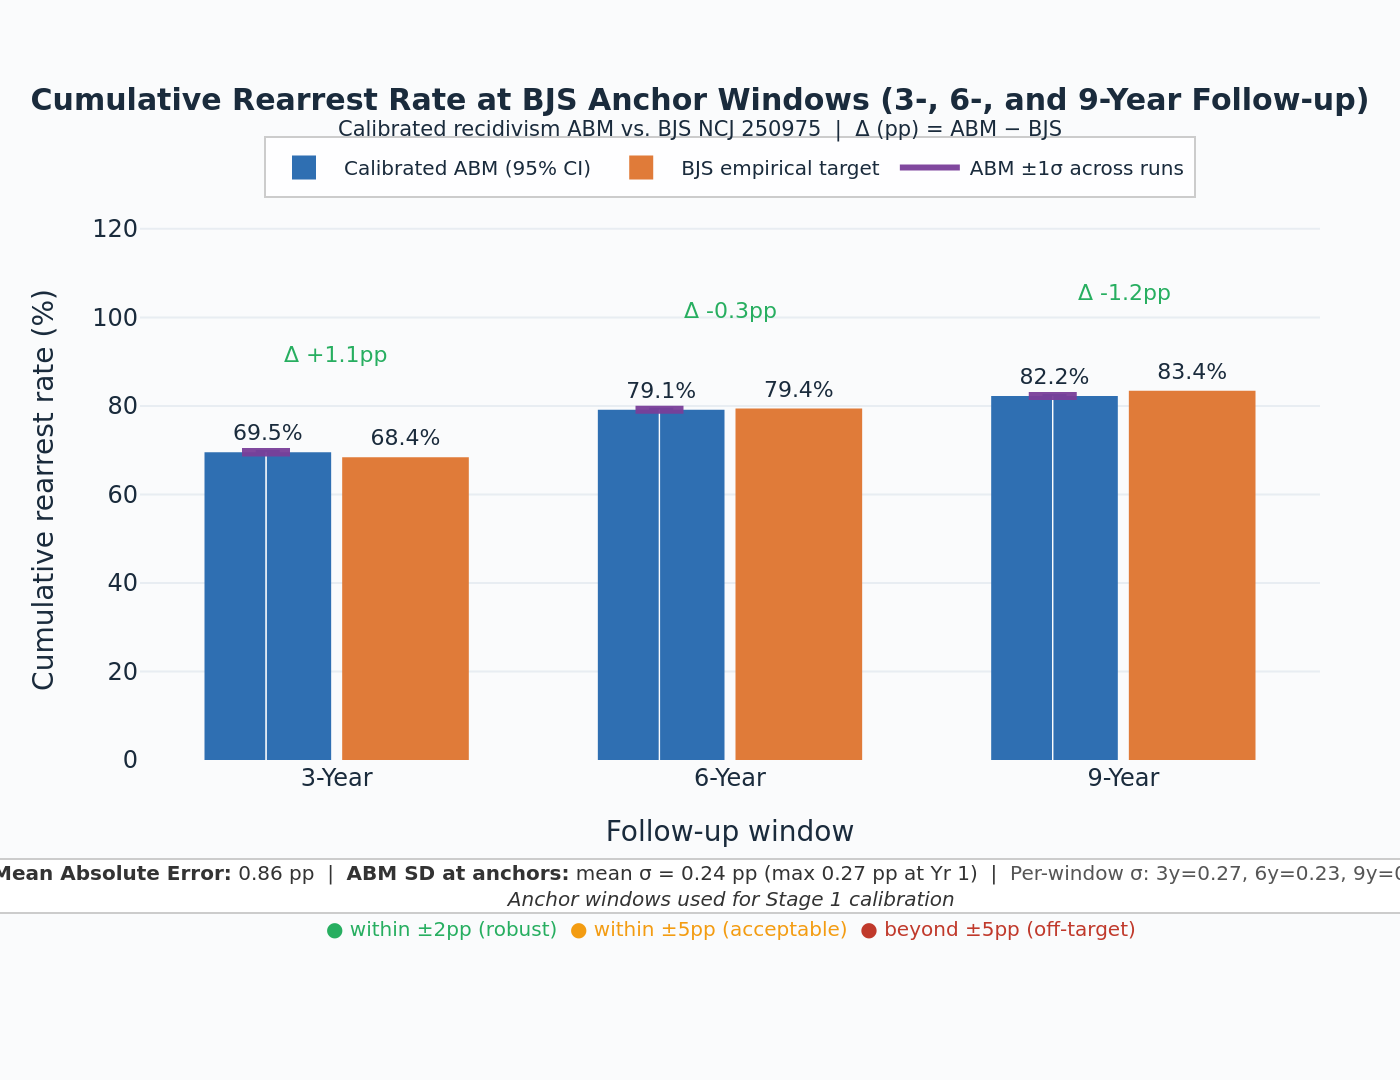 Cumulative Rearrest Rate at BJS Anchor Windows (3-, 6-, and 9-Year Follow-up)
Calibrated recidivism ABM vs. BJS NCJ 250975 | Δ (pp) = ABM − BJS
Calibrated ABM (95% CI) BJS empirical target ABM ±1σ across runs
Cumulative rearrest rate (%)
120
100
80
60
40
20
0
Δ +1.1pp
Δ -0.3pp
Δ -1.2pp
69.5%
68.4%
79.1%
79.4%
82.2%
83.4%
3-Year
6-Year
9-Year
Follow-up window
Mean Absolute Error: 0.86 pp | ABM SD at anchors: mean σ = 0.24 pp (max 0.27 pp at Yr 1) | Per-window σ: 3y=0.27, 6y=0.23,
Anchor windows used for Stage 1 calibration
● within ±2pp (robust) ● within ±5pp (acceptable) ● beyond ±5pp (off-target)